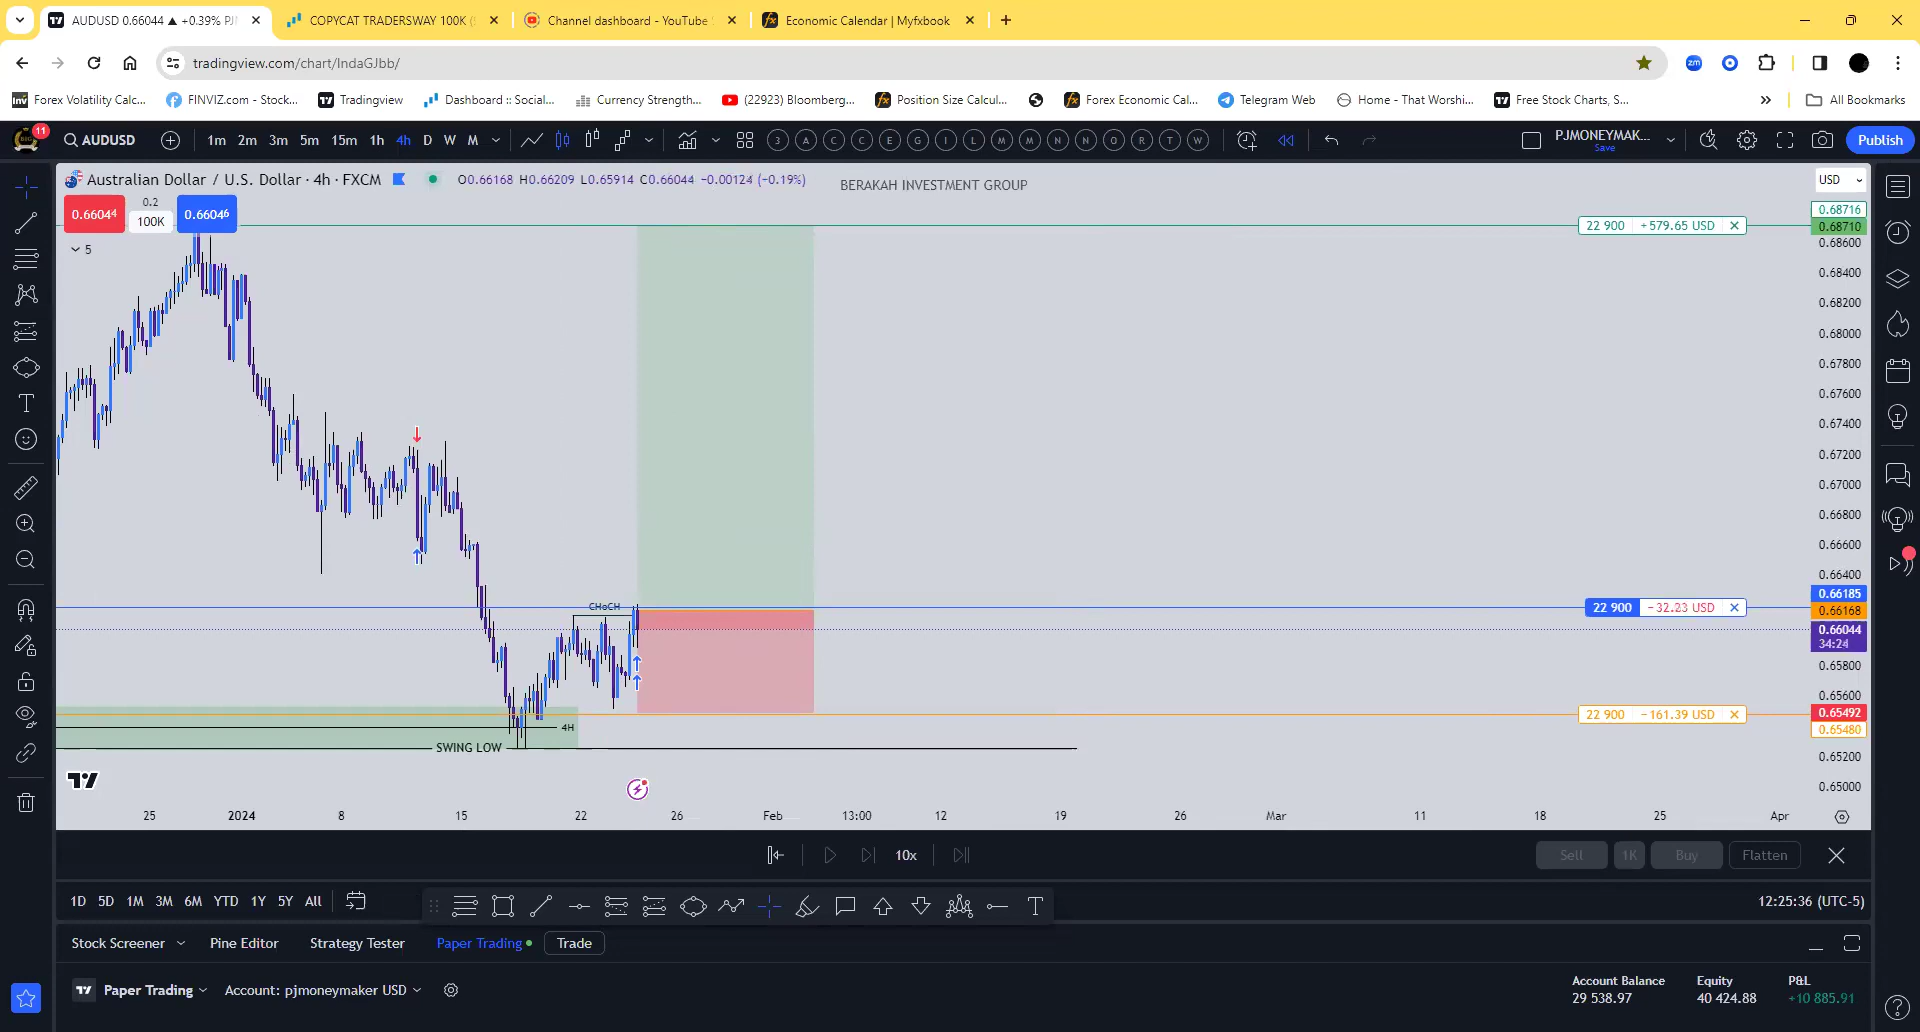 AUDUSD 0.66044 ▲ +0.39% PJ
COPYCAT TRADERSWAY 100K (
Channel dashboard - YouTube
Economic Calendar | Myfxbook
tradingview.com/chart/IndaGJbb/
Forex Volatility Calc...
FINVIZ.com - Stock...
Tradingview
Dashboard :: Social...
Currency Strength...
(22923) Bloomberg...
Position Size Calcul...
Forex Economic Cal...
Telegram Web
Home - That Worshi...
Free Stock Charts, S...
All Bookmarks
11
AUDUSD
1m 2m 3m 5m 15m 1h 4h D W M
3 A C C E G I L M M N N O R T W
PJMONEYMAK...
Save
Publish
Australian Dollar / U.S. Dollar · 4h · FXCM
O0.66168 H0.66209 L0.65914 C0.66044 −0.00124 (−0.19%)
BERAKAH INVESTMENT GROUP
USD
0.66044
0.2
100K
0.66046
5
22 900 +579.65 USD
0.68716
0.68710
0.68600
0.68400
0.68200
0.68000
0.67800
0.67600
0.67400
0.67200
0.67000
0.66800
0.66600
0.66400
CHoCH
22 900 −32.23 USD
0.66185
0.66168
0.66044
34:24
0.65800
0.65600
22 900 −161.39 USD
0.65492
0.65480
4H
SWING LOW
0.65200
0.65000
25 2024 8 15 22 26 Feb 13:00 12 19 26 Mar 11 18 25 Apr
10x
Sell 1K Buy Flatten
1D 5D 1M 3M 6M YTD 1Y 5Y All
12:25:36 (UTC-5)
Stock Screener Pine Editor Strategy Tester Paper Trading Trade
Paper Trading Account: pjmoneymaker USD
Account Balance Equity P&L
29 538.97 40 424.88 +10 885.91